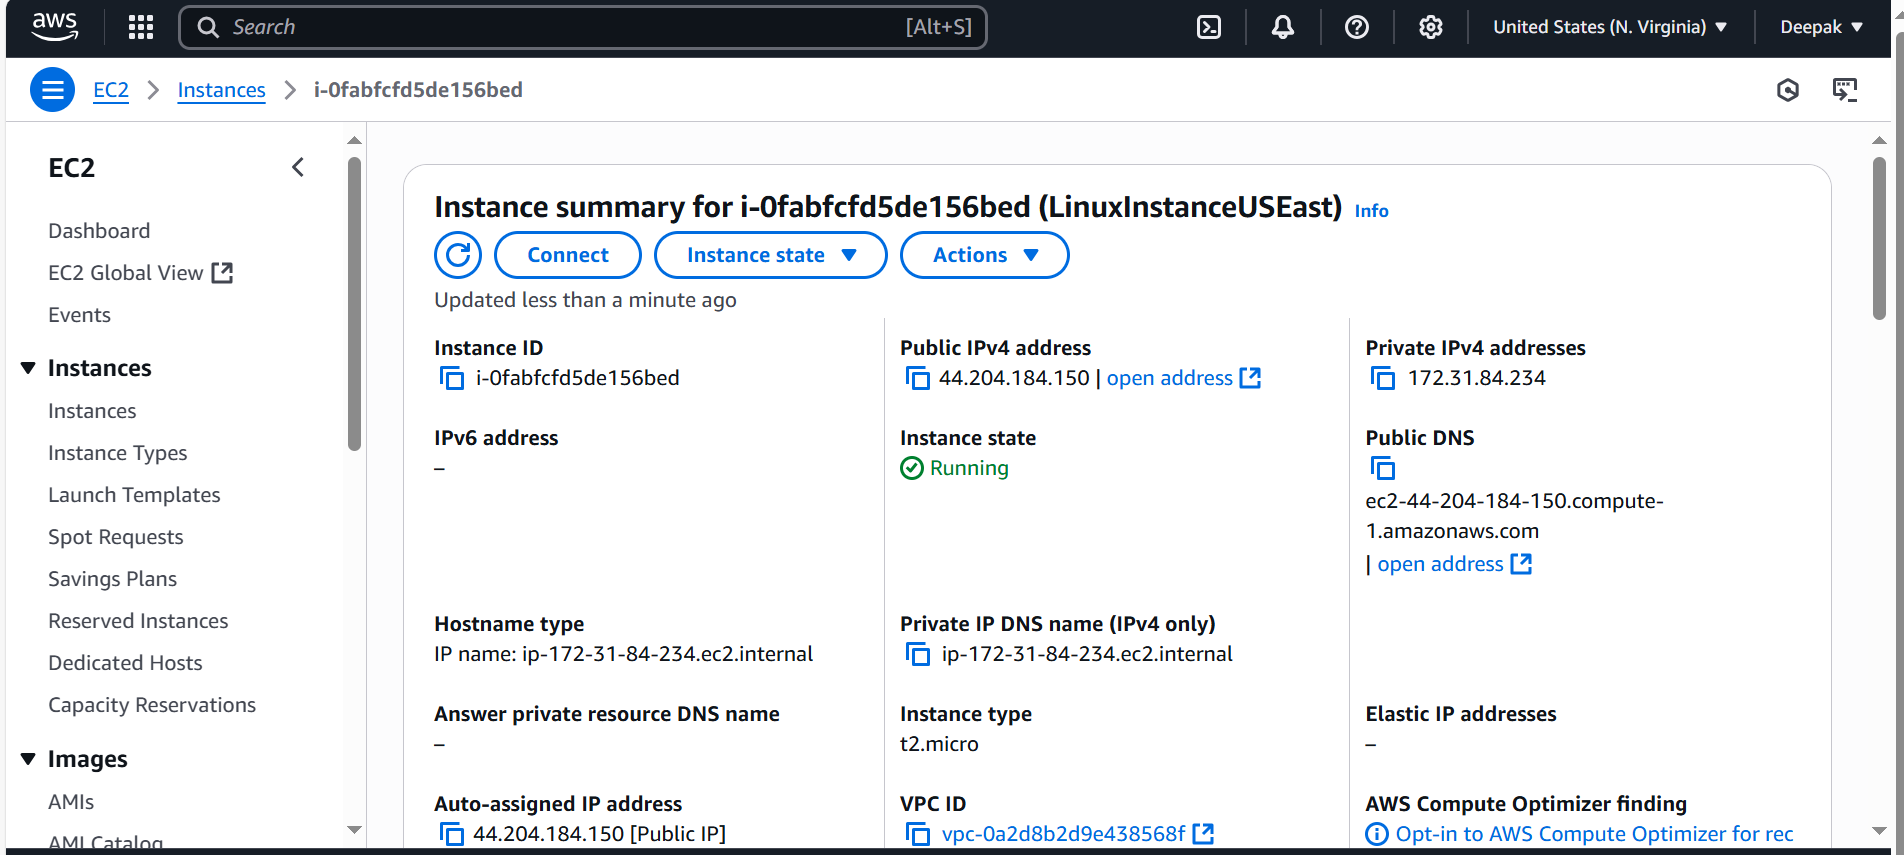 aws
Search [Alt+S]
United States (N. Virginia) Deepak
EC2 Instances i-0fabfcfd5de156bed
EC2
Dashboard
EC2 Global View
Events
Instances
Instances
Instance Types
Launch Templates
Spot Requests
Savings Plans
Reserved Instances
Dedicated Hosts
Capacity Reservations
Images
AMIs
AMI Catalog
Instance summary for i-0fabfcfd5de156bed (LinuxInstanceUSEast) Info
Connect Instance state Actions
Updated less than a minute ago
Instance ID
i-0fabfcfd5de156bed
Public IPv4 address
44.204.184.150 | open address
Private IPv4 addresses
172.31.84.234
IPv6 address
–
Instance state
Running
Public DNS
ec2-44-204-184-150.compute-
1.amazonaws.com
| open address
Hostname type
IP name: ip-172-31-84-234.ec2.internal
Private IP DNS name (IPv4 only)
ip-172-31-84-234.ec2.internal
Answer private resource DNS name
–
Instance type
t2.micro
Elastic IP addresses
–
Auto-assigned IP address
44.204.184.150 [Public IP]
VPC ID
vpc-0a2d8b2d9e438568f
AWS Compute Optimizer finding
Opt-in to AWS Compute Optimizer for rec